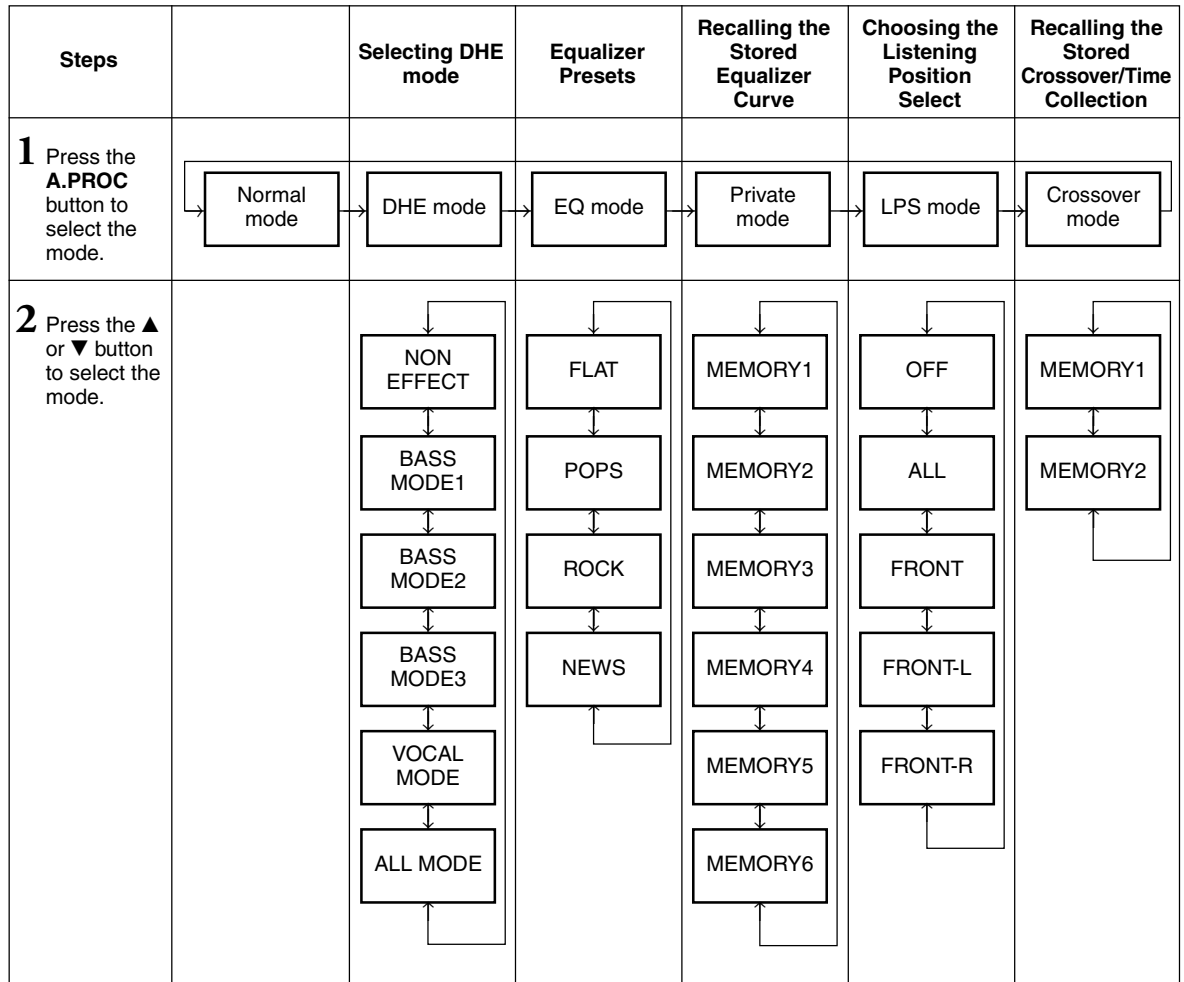 Steps
Selecting DHE
mode
Equalizer
Presets
Recalling the
Stored
Equalizer
Curve
Choosing the
Listening
Position
Select
Recalling the
Stored
Crossover/Time
Collection
1 Press the
A.PROC
button to
select the
mode.
Normal
mode
DHE mode
EQ mode
Private
mode
LPS mode
Crossover
mode
2 Press the ▲
or ▼ button
to select the
mode.
NON
EFFECT
BASS
MODE1
BASS
MODE2
BASS
MODE3
VOCAL
MODE
ALL MODE
FLAT
POPS
ROCK
NEWS
MEMORY1
MEMORY2
MEMORY3
MEMORY4
MEMORY5
MEMORY6
OFF
ALL
FRONT
FRONT-L
FRONT-R
MEMORY1
MEMORY2